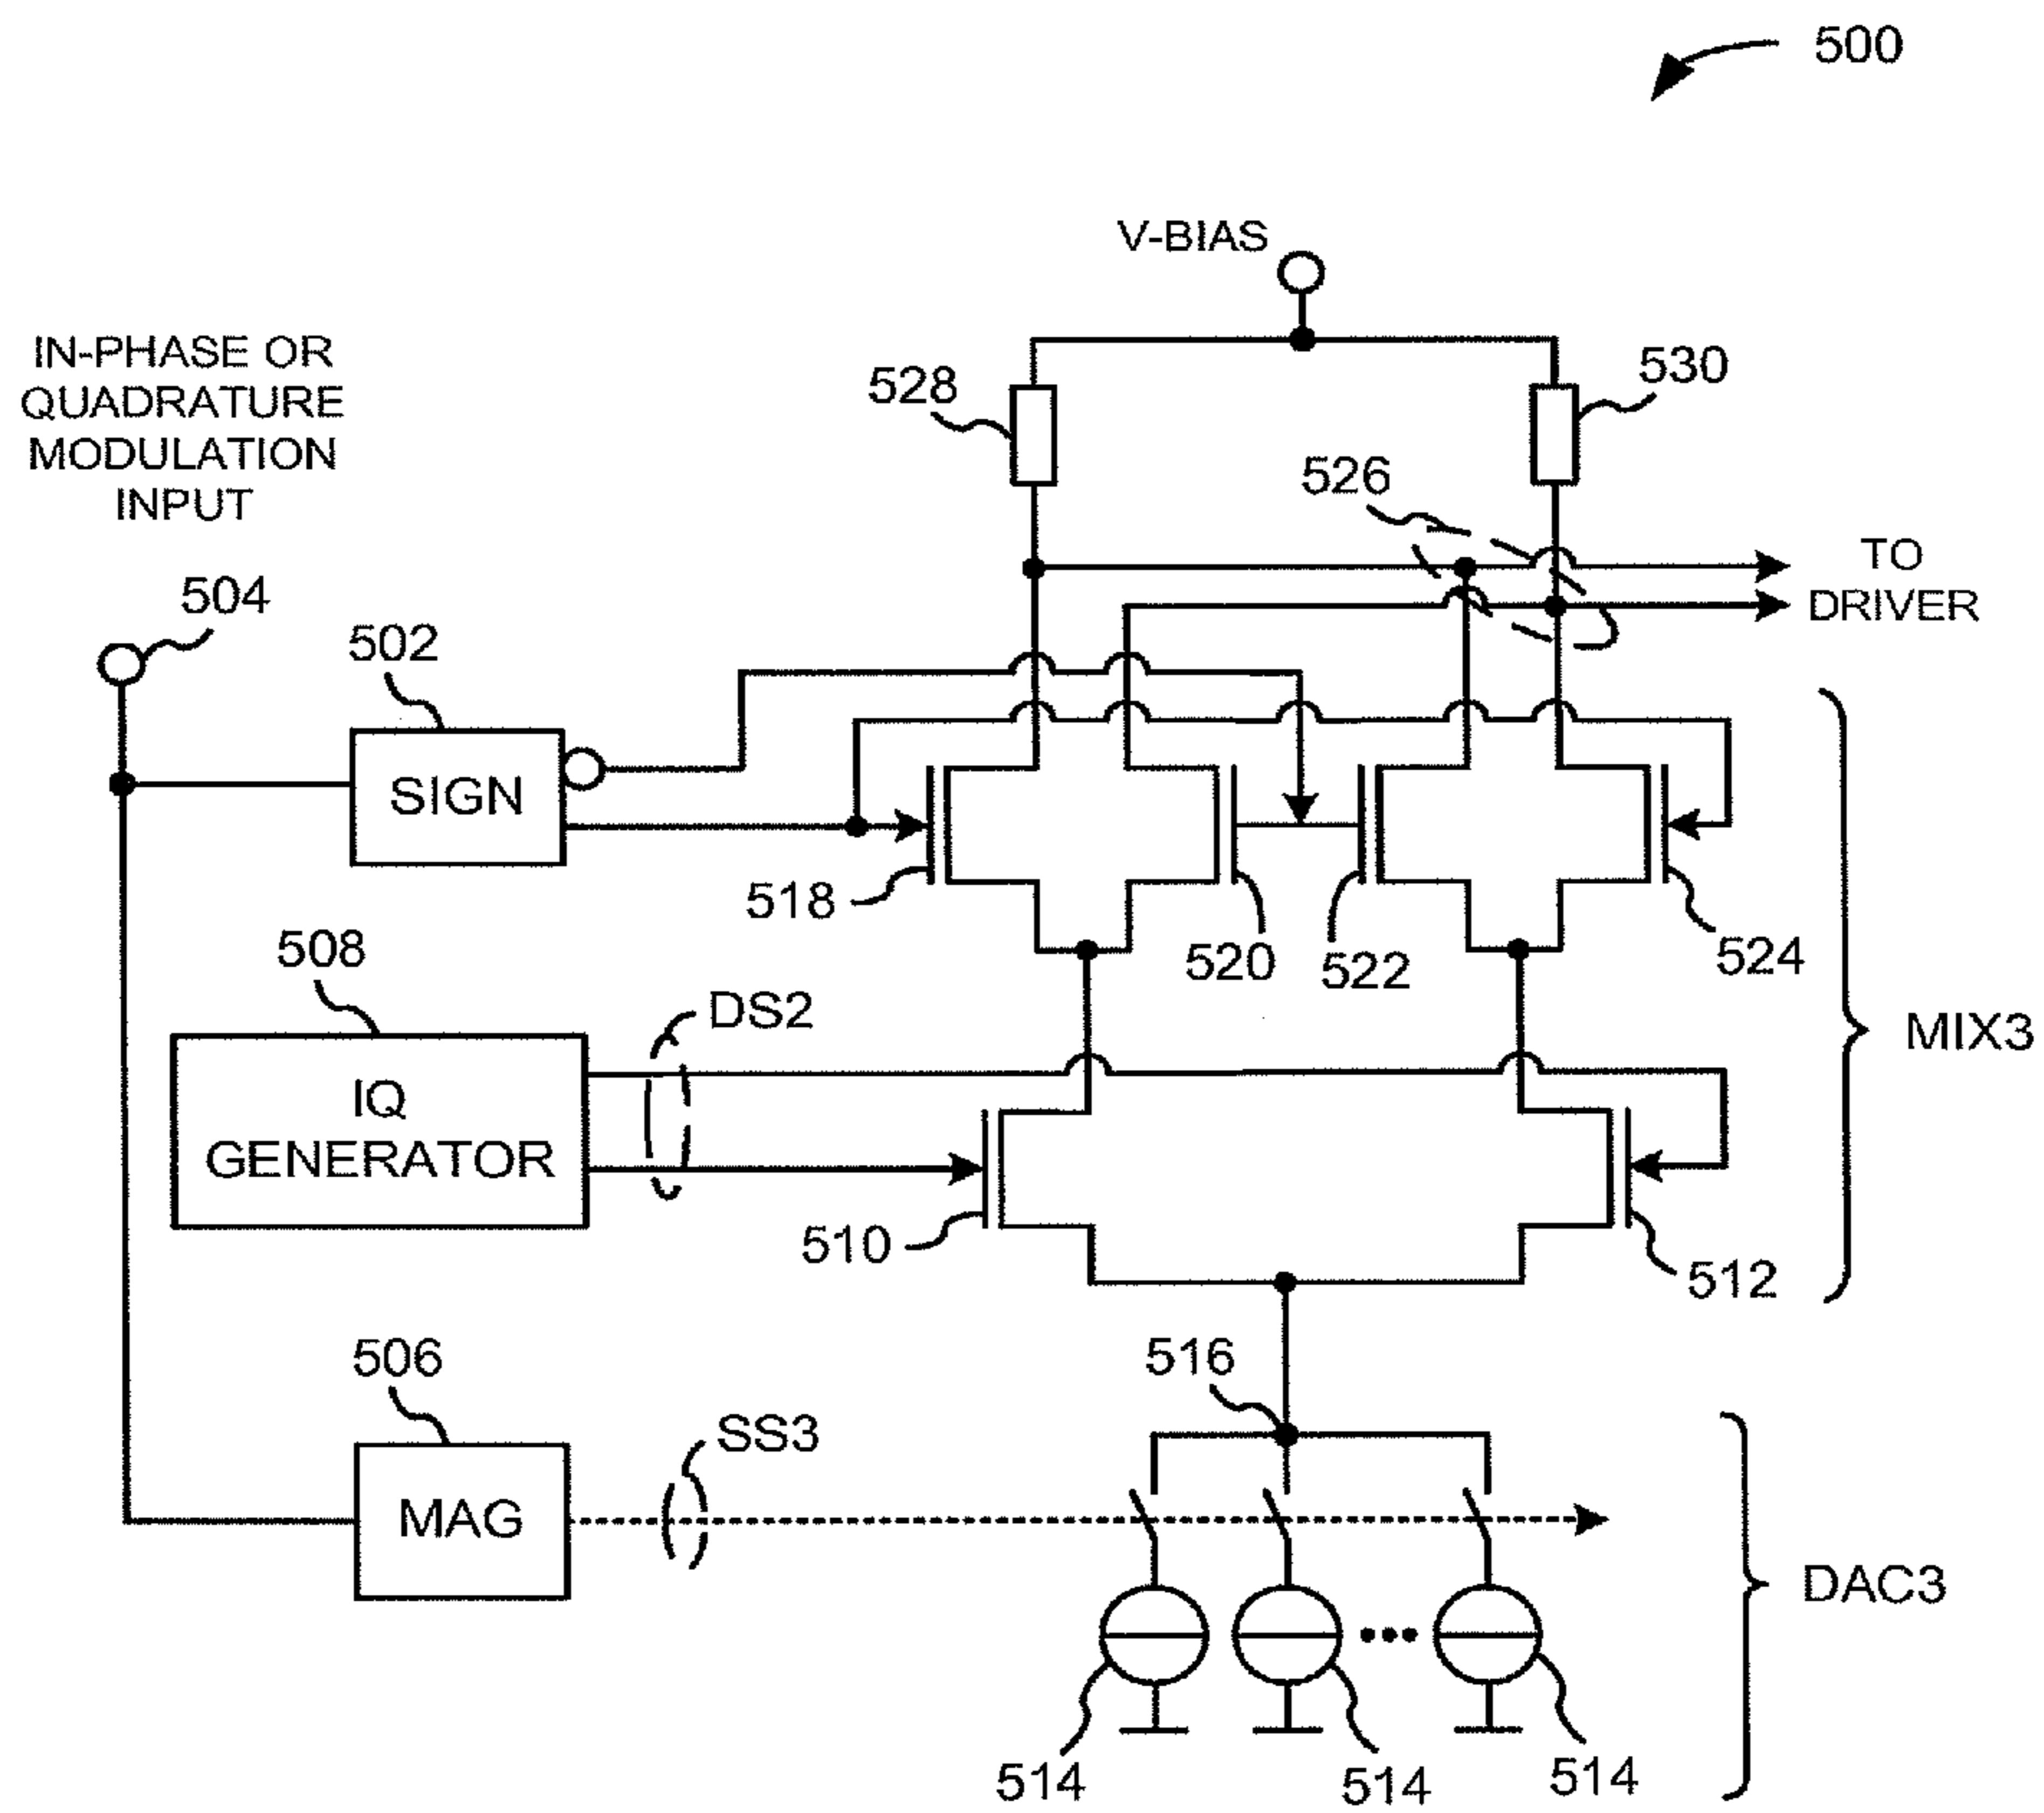 500
V-BIAS
IN-PHASE OR
QUADRATURE
MODULATION
INPUT
528
530
526
TO
DRIVER
504
502
SIGN
518
520
522
524
508
DS2
MIX3
IQ
GENERATOR
510
512
506
516
SS3
MAG
DAC3
514
514
514